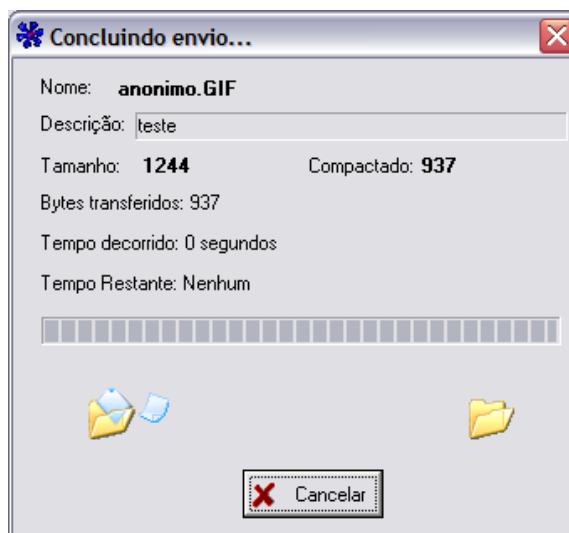 Concluindo envio...
Nome: anonimo.GIF
Descrição: teste
Tamanho: 1244 Compactado: 937
Bytes transferidos: 937
Tempo decorrido: 0 segundos
Tempo Restante: Nenhum
Cancelar